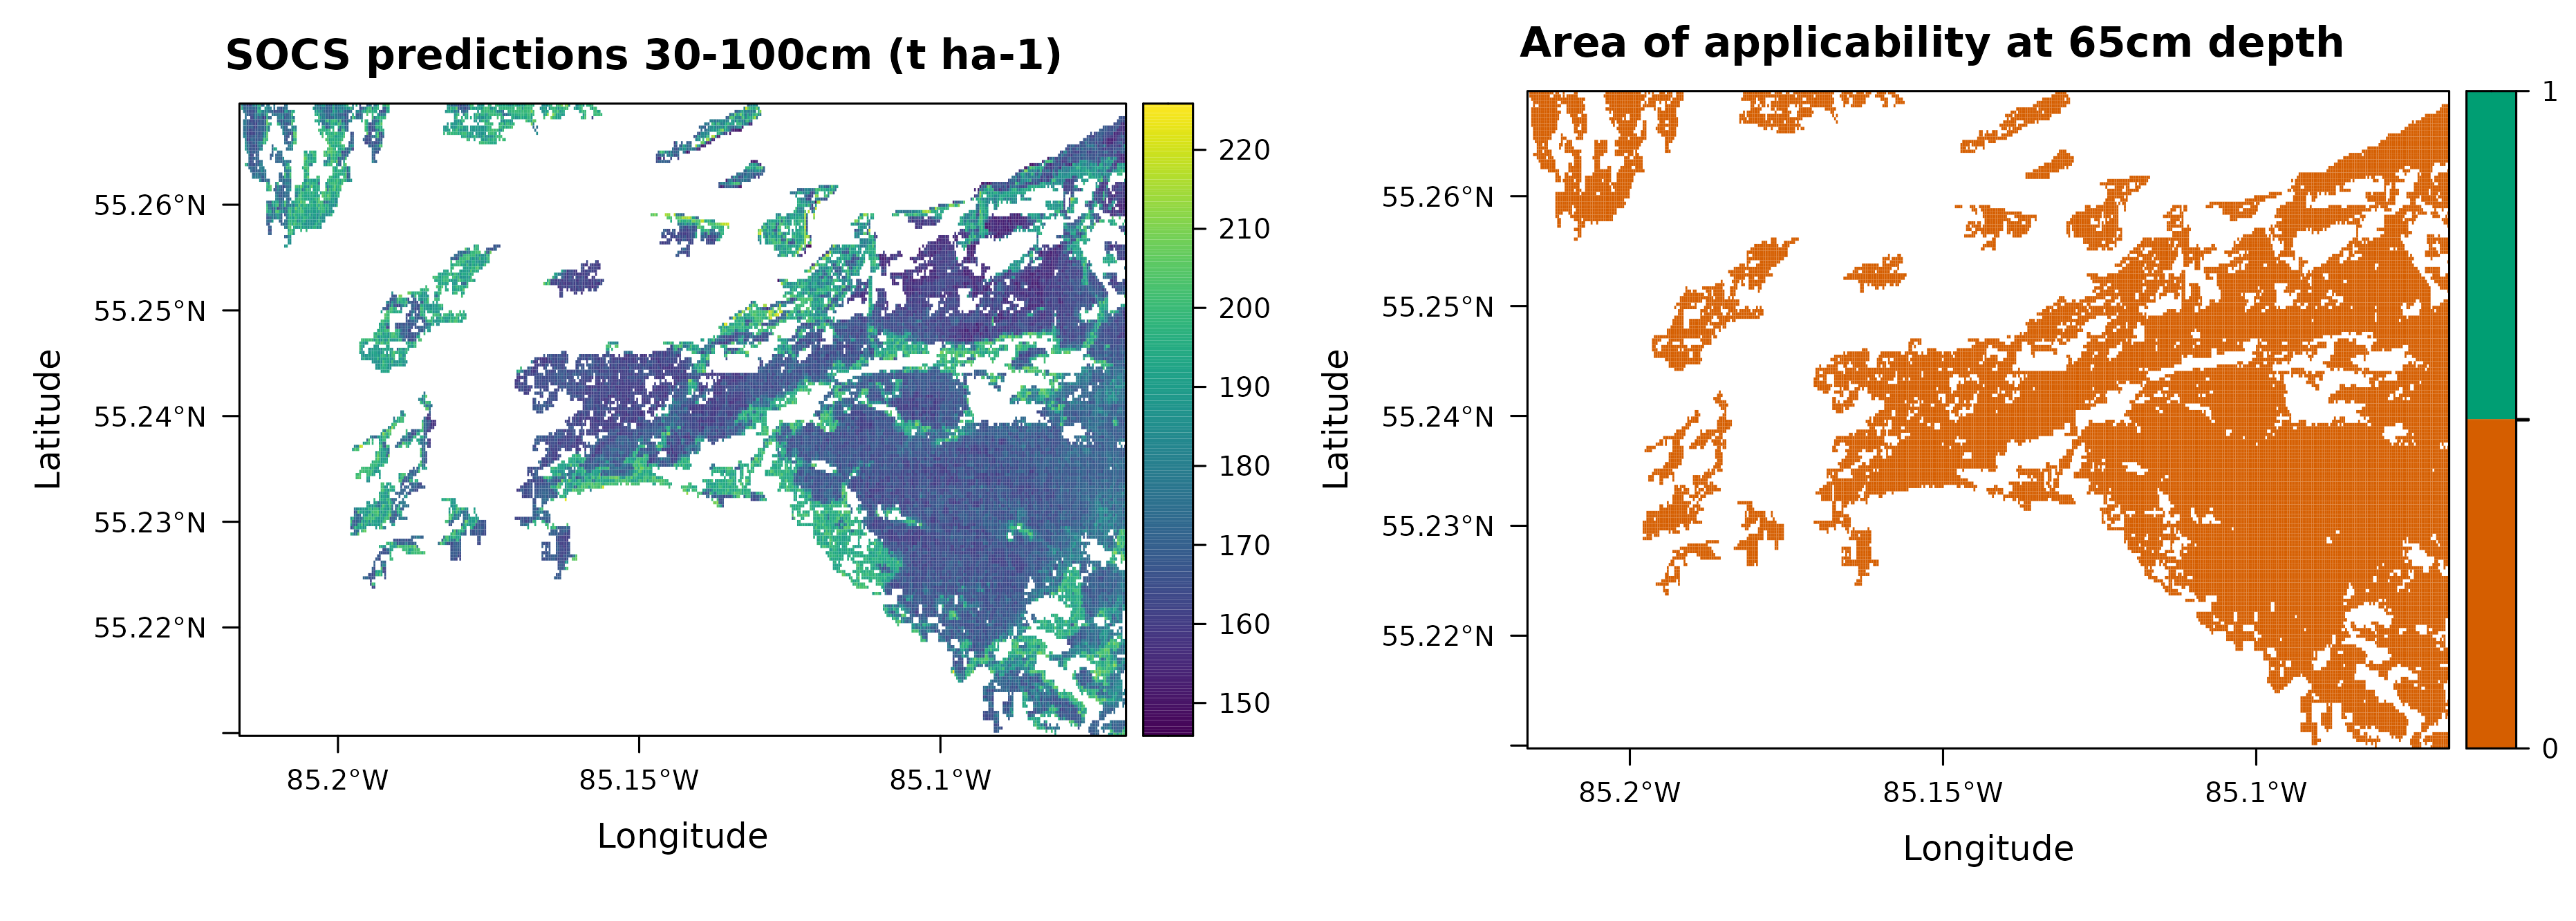 SOCS predictions 30-100cm (t ha-1)
Latitude
55.26°N
55.25°N
55.24°N
55.23°N
55.22°N
85.2°W
85.15°W
85.1°W
Longitude
220
210
200
190
180
170
160
150
Area of applicability at 65cm depth
Latitude
55.26°N
55.25°N
55.24°N
55.23°N
55.22°N
85.2°W
85.15°W
85.1°W
Longitude
1
0